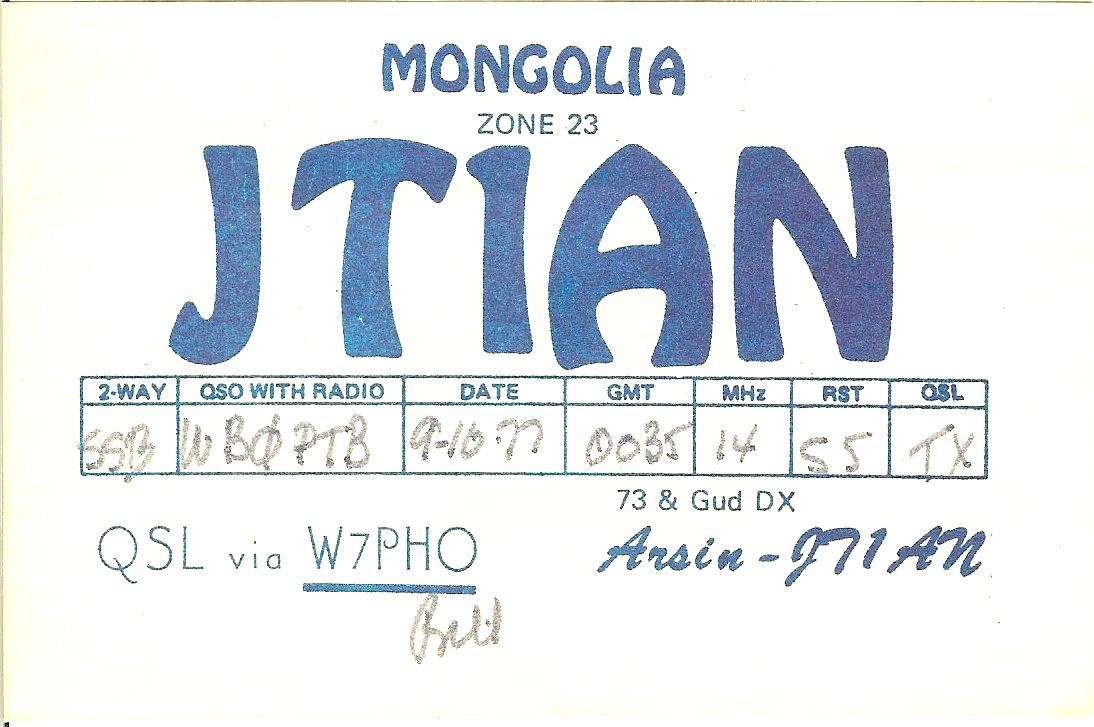 MONGOLIA
ZONE 23
JT1AN
2-WAY QSO WITH RADIO DATE GMT MHz RST QSL
SSB WBØPTB 9-16-77 0035 14 55 TX
73 & Gud DX
QSL via W7PHO Arsin - JT1AN
Bill